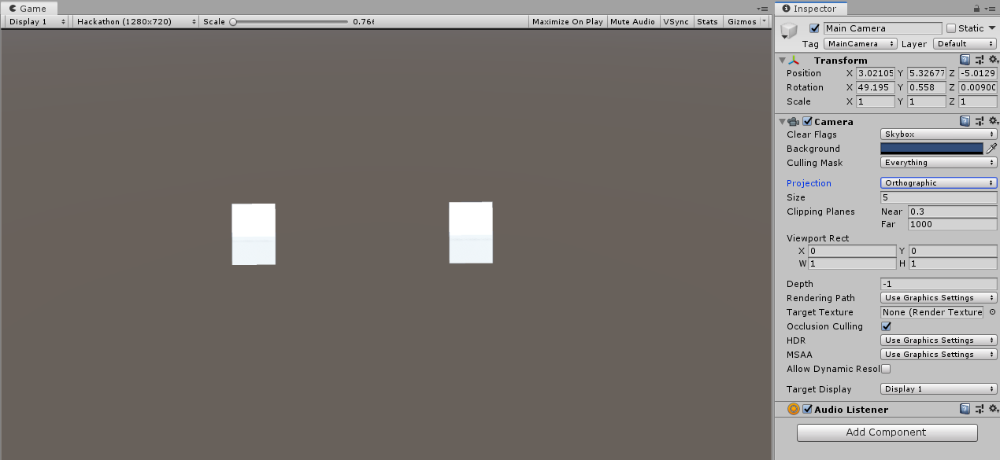 Game
Display 1 Hackathon (1280x720) Scale 0.766 Maximize On Play Mute Audio VSync Stats Gizmos
Inspector
Main Camera Static
Tag MainCamera Layer Default
Transform
Position X 3.02105 Y 5.32677 Z -5.0129
Rotation X 49.195 Y 0.558 Z 0.00900
Scale X 1 Y 1 Z 1
Camera
Clear Flags Skybox
Background
Culling Mask Everything
Projection Orthographic
Size 5
Clipping Planes Near 0.3
Far 1000
Viewport Rect
X 0 Y 0
W 1 H 1
Depth -1
Rendering Path Use Graphics Settings
Target Texture None (Render Texture
Occlusion Culling
HDR Use Graphics Settings
MSAA Use Graphics Settings
Allow Dynamic Resol
Target Display Display 1
Audio Listener
Add Component